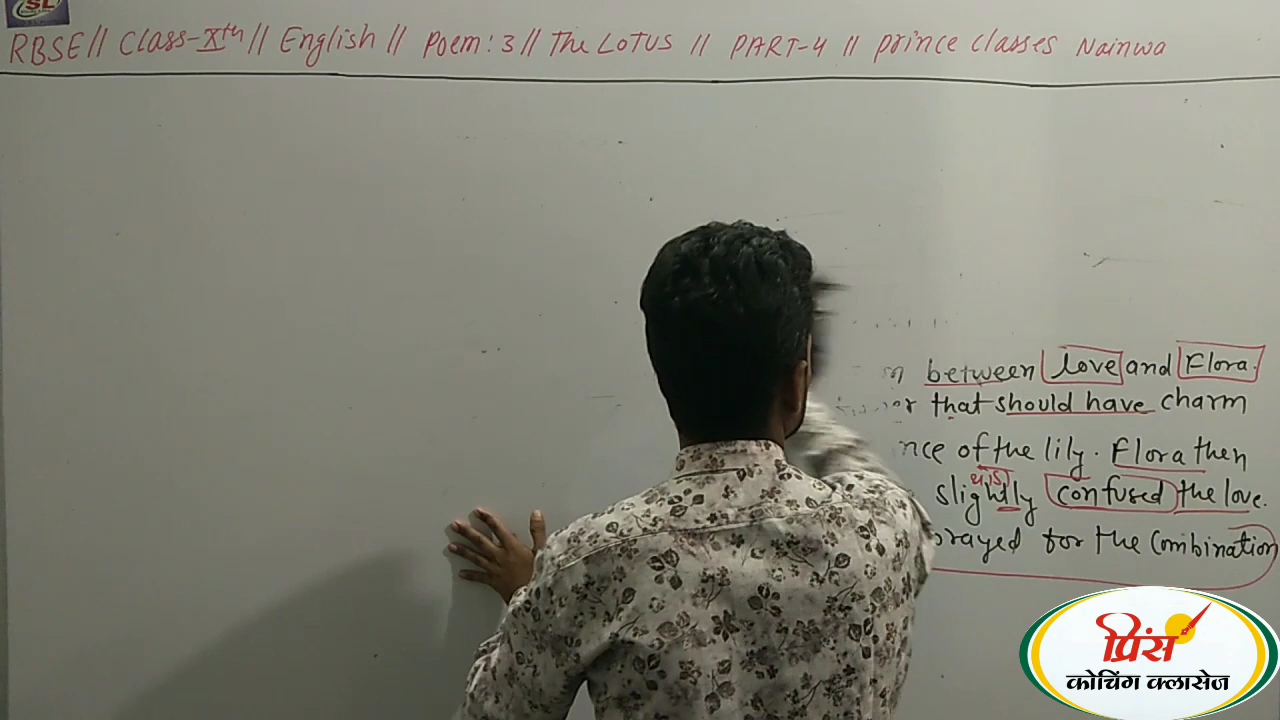 SL
RBSE // Class-Xth // English // Poem: 3 // The LOTUS // PART-4 // prince classes Nainwa
between love and Flora.
that should have charm
of the lily. Flora then
slightly confused the love.
prayed for the combination
प्रिंस
कोचिंग क्लासेज